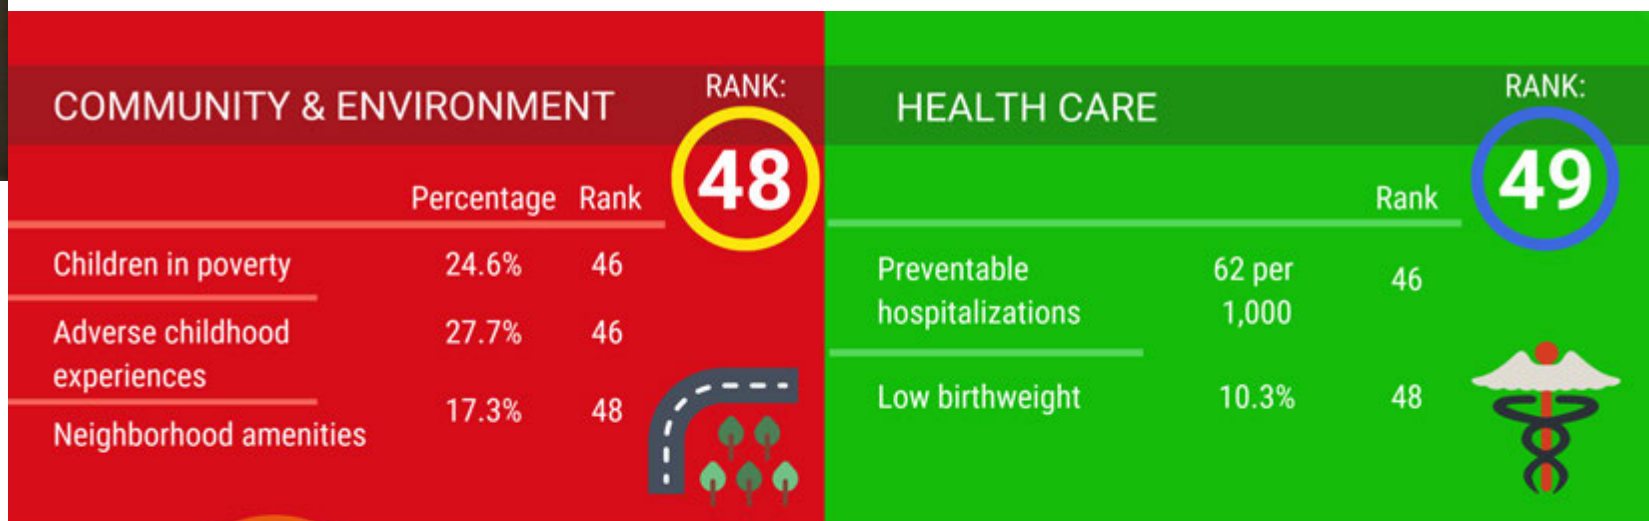 COMMUNITY & ENVIRONMENT
RANK:
48
Percentage Rank
Children in poverty 24.6% 46
Adverse childhood 27.7% 46
experiences
17.3% 48
Neighborhood amenities
HEALTH CARE
RANK:
49
Rank
Preventable 62 per 46
hospitalizations 1,000
Low birthweight 10.3% 48